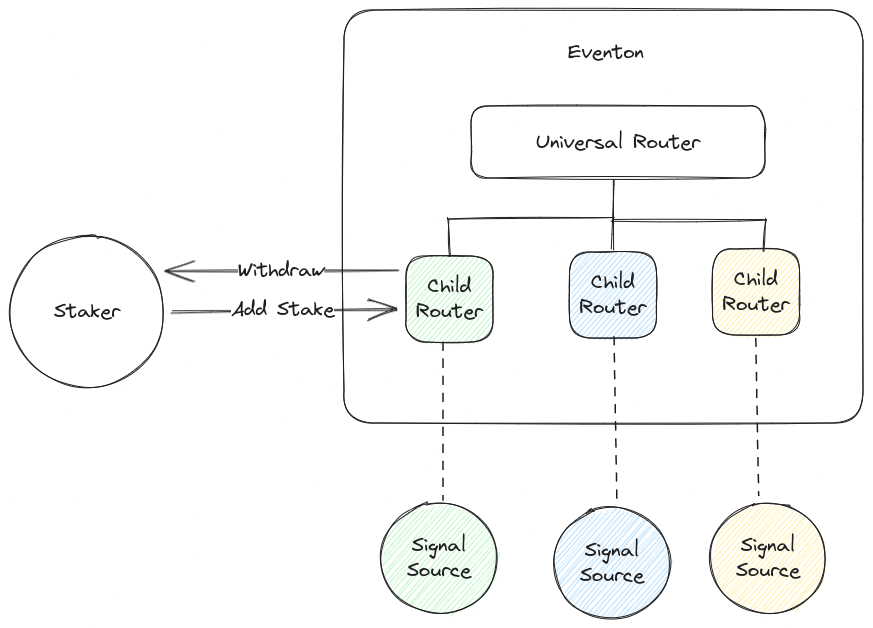 Eventon
Universal Router
Withdraw
Add Stake
Staker
Child
Router
Child
Router
Child
Router
Signal
Source
Signal
Source
Signal
Source